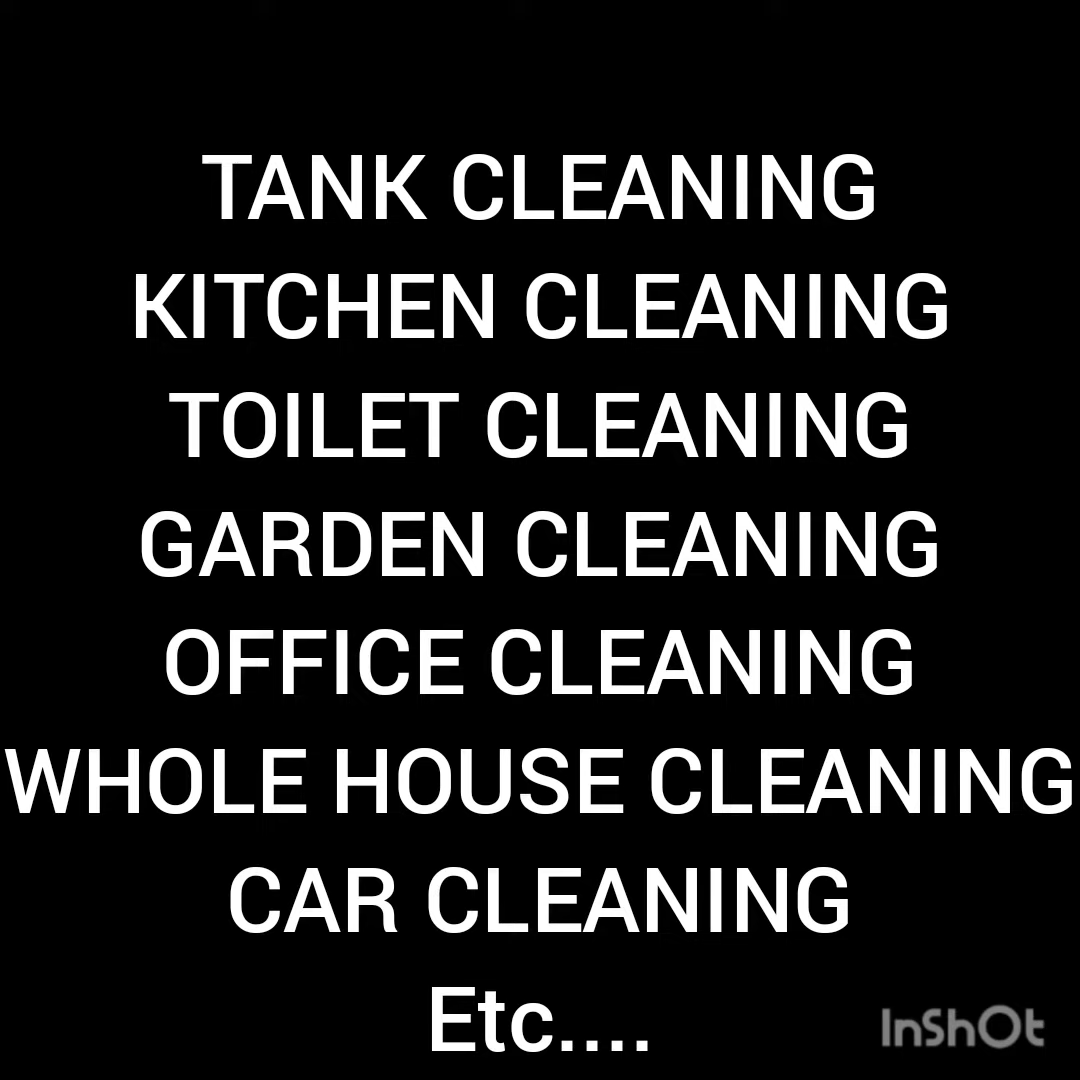 TANK CLEANING
KITCHEN CLEANING
TOILET CLEANING
GARDEN CLEANING
OFFICE CLEANING
WHOLE HOUSE CLEANING
CAR CLEANING
Etc....
InShOt